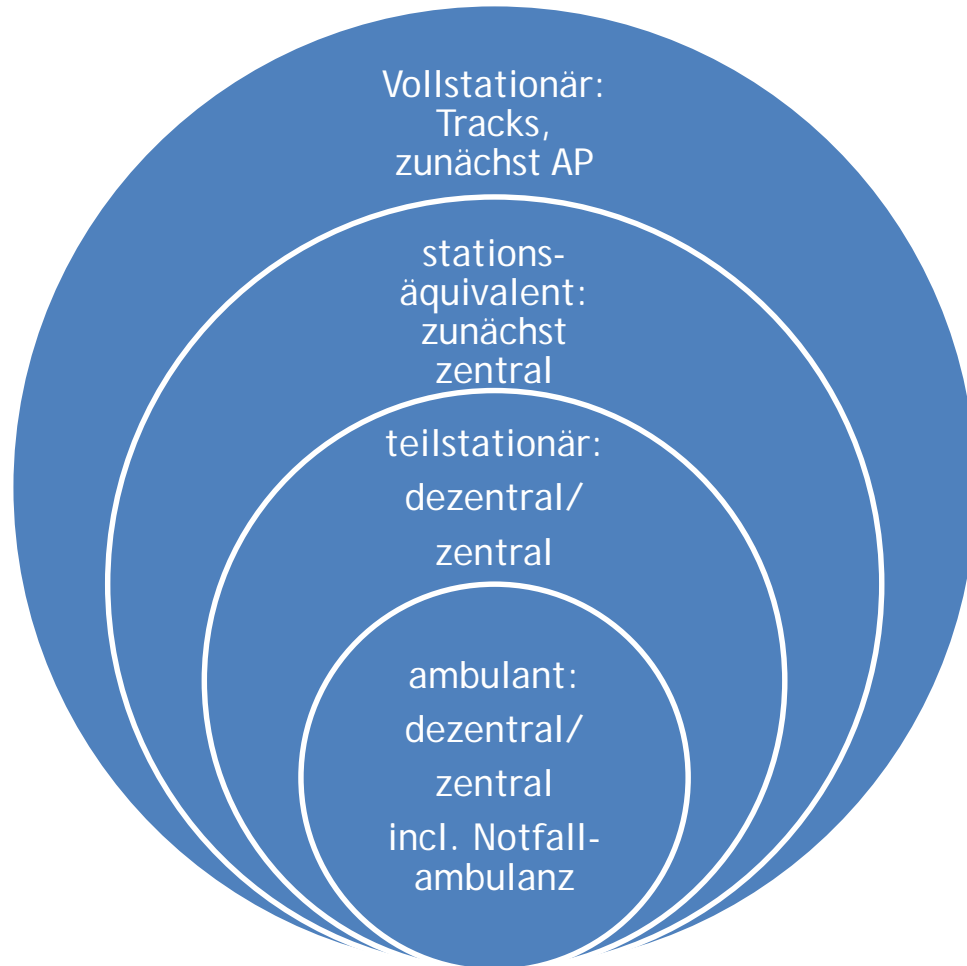 Vollstationär:
Tracks,
zunächst AP
stations-
äquivalent:
zunächst
zentral
teilstationär:
dezentral/
zentral
ambulant:
dezentral/
zentral
incl. Notfall-
ambulanz